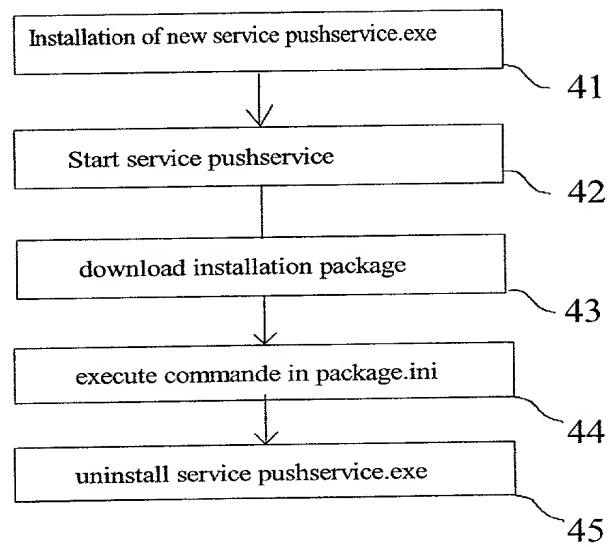 Installation of new service pushservice.exe
41
Start service pushservice
42
download installation package
43
execute commande in package.ini
44
uninstall service pushservice.exe
45